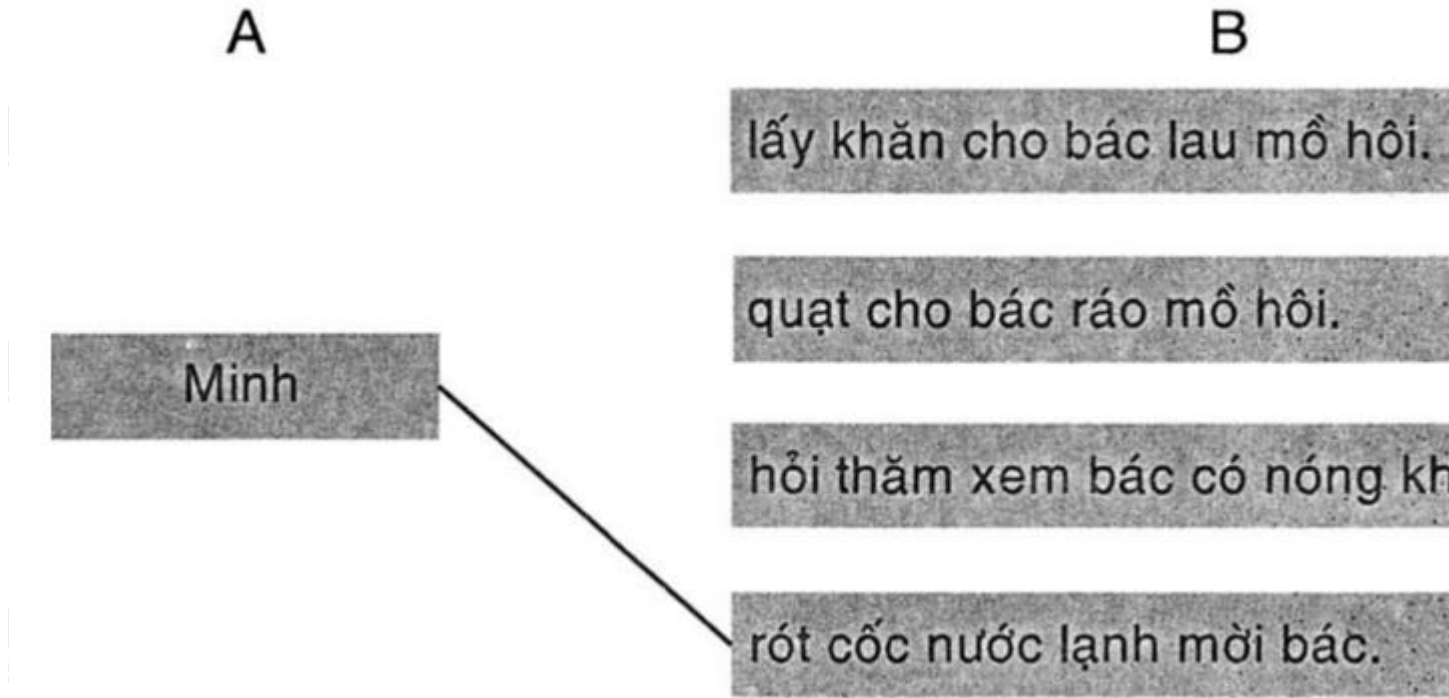 A
B
lấy khăn cho bác lau mồ hôi.
quạt cho bác ráo mồ hôi.
Minh
hỏi thăm xem bác có nóng
rót cốc nước lạnh mời bác.